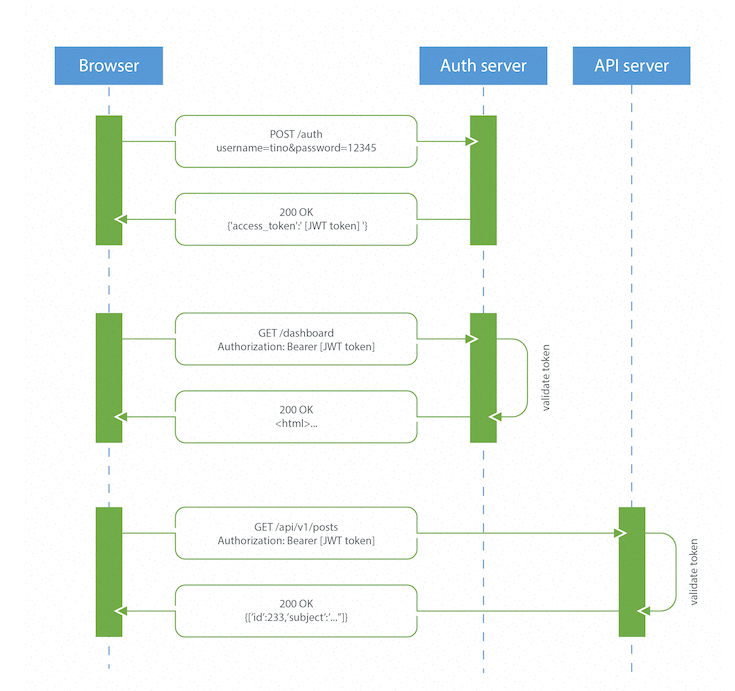 Browser
Auth server
API server
POST /auth
username=tino&password=12345
200 OK
{'access_token':' [JWT token] '}
GET /dashboard
Authorization: Bearer [JWT token]
validate token
200 OK
<html>...
GET /api/v1/posts
Authorization: Bearer [JWT token]
validate token
200 OK
{['id':233,'subject':'...'']}